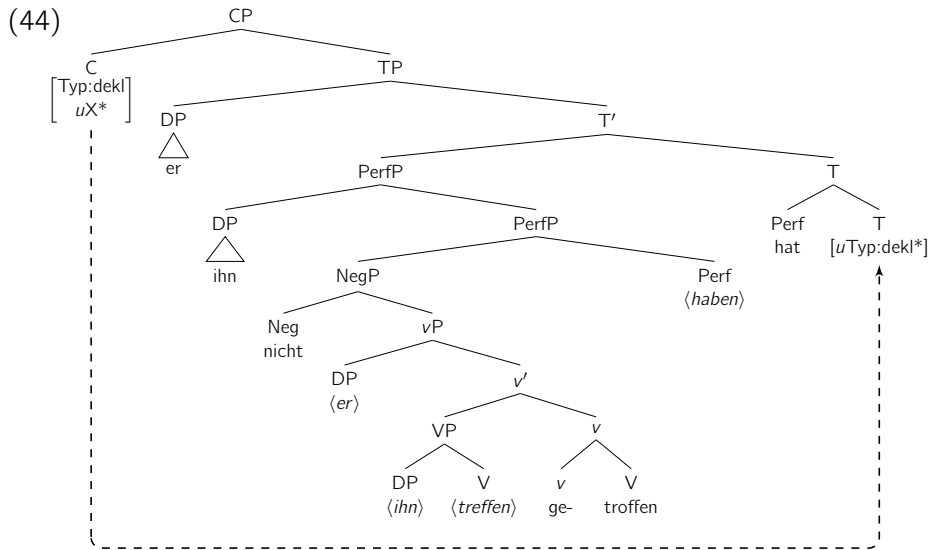 (44)
CP
C TP
[Typ:dekl
uX*]
DP T′
er
PerfP T
DP PerfP Perf T
ihn hat [uTyp:dekl*]
NegP Perf
⟨haben⟩
Neg vP
nicht
DP v′
⟨er⟩
VP v
DP V v V
⟨ihn⟩ ⟨treffen⟩ ge- troffen